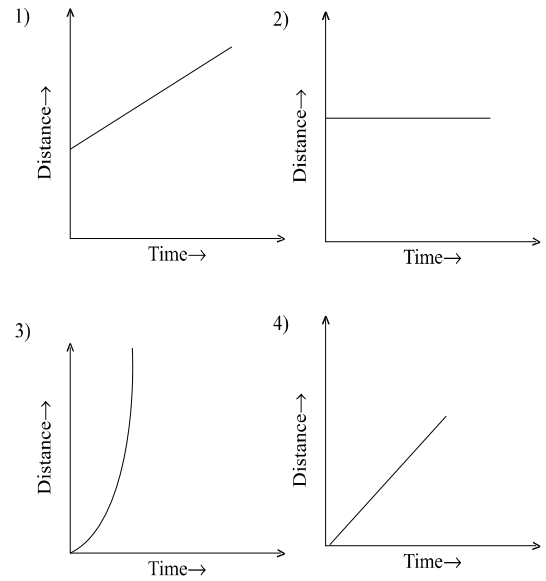 1)
Distance→
Time→
2)
Distance→
Time→
3)
Distance→
Time→
4)
Distance→
Time→